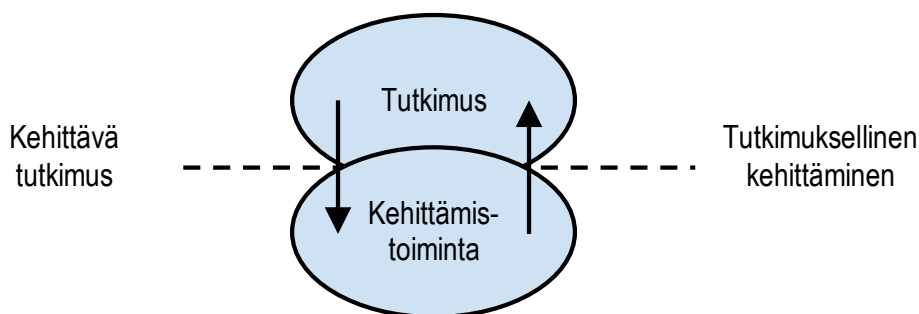 Tutkimus
Kehittävä
tutkimus
Tutkimuksellinen
kehittäminen
Kehittämis-
toiminta